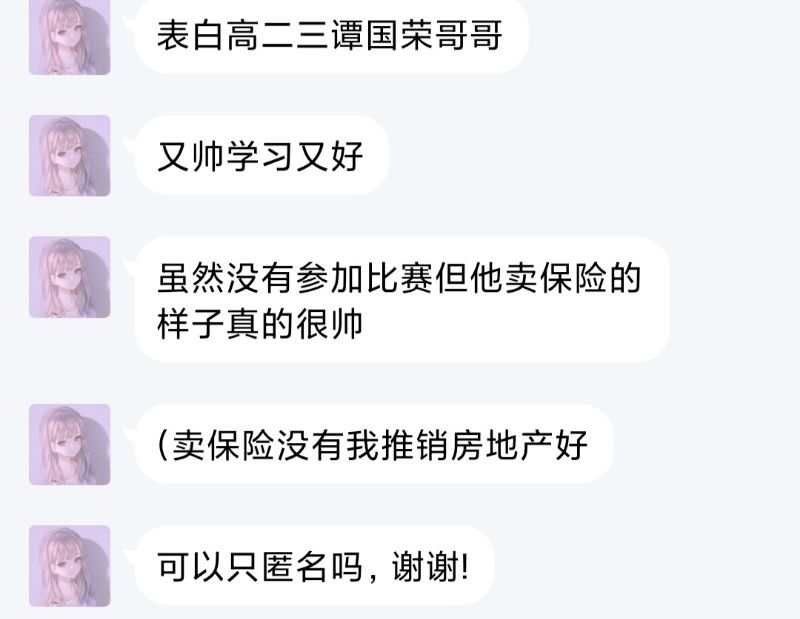 表白高二三谭国荣哥哥
又帅学习又好
虽然没有参加比赛但他卖保险的
样子真的很帅
(卖保险没有我推销房地产好
可以只匿名吗，谢谢!